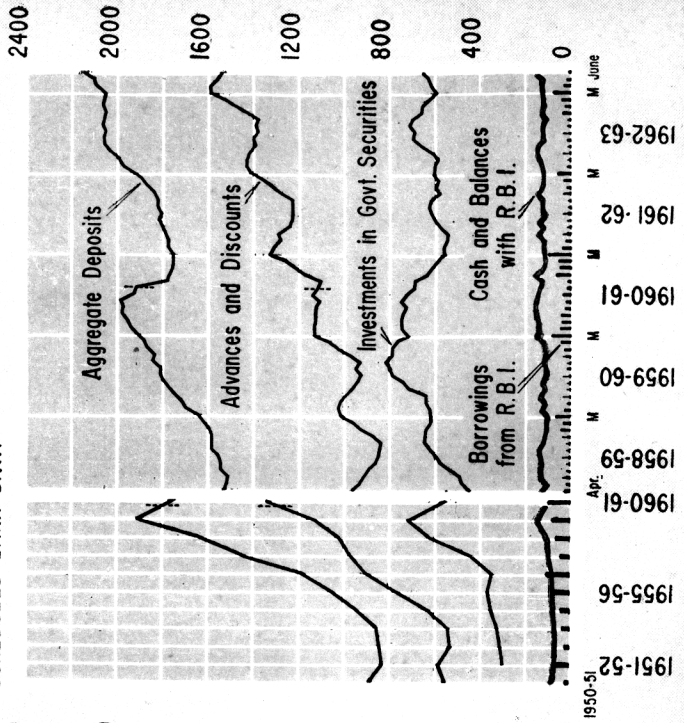 2400
2000
1600
1200
800
400
0
Aggregate Deposits
Advances and Discounts
Investments in Govt. Securities
Cash and Balances
with R.B.I.
Borrowings
from R.B.I.
1950-51
1951-52
1955-56
1960-61
Apr.
1958-59
M
1959-60
M
1960-61
M
1961-62
M
1962-63
M June